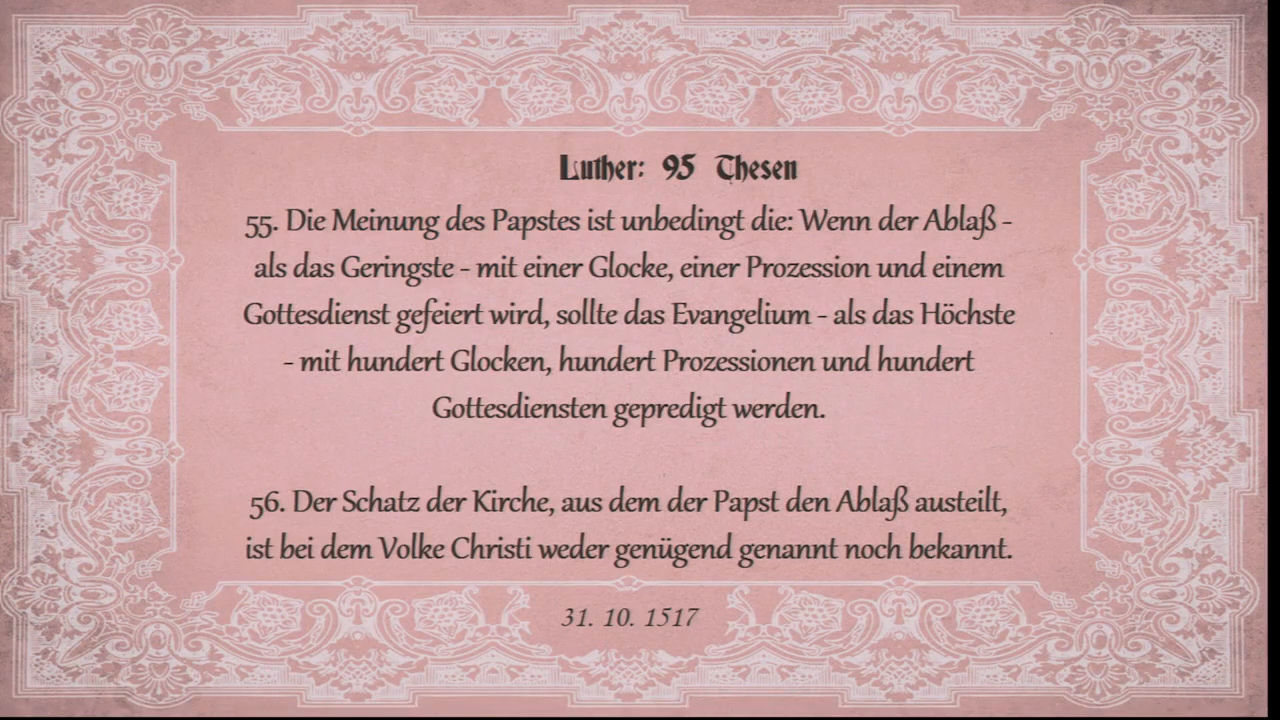 Luther: 95 Thesen
55. Die Meinung des Papstes ist unbedingt die: Wenn der Ablaß -
als das Geringste - mit einer Glocke, einer Prozession und einem
Gottesdienst gefeiert wird, sollte das Evangelium - als das Höchste
- mit hundert Glocken, hundert Prozessionen und hundert
Gottesdiensten gepredigt werden.
56. Der Schatz der Kirche, aus dem der Papst den Ablaß austeilt,
ist bei dem Volke Christi weder genügend genannt noch bekannt.
31. 10. 1517